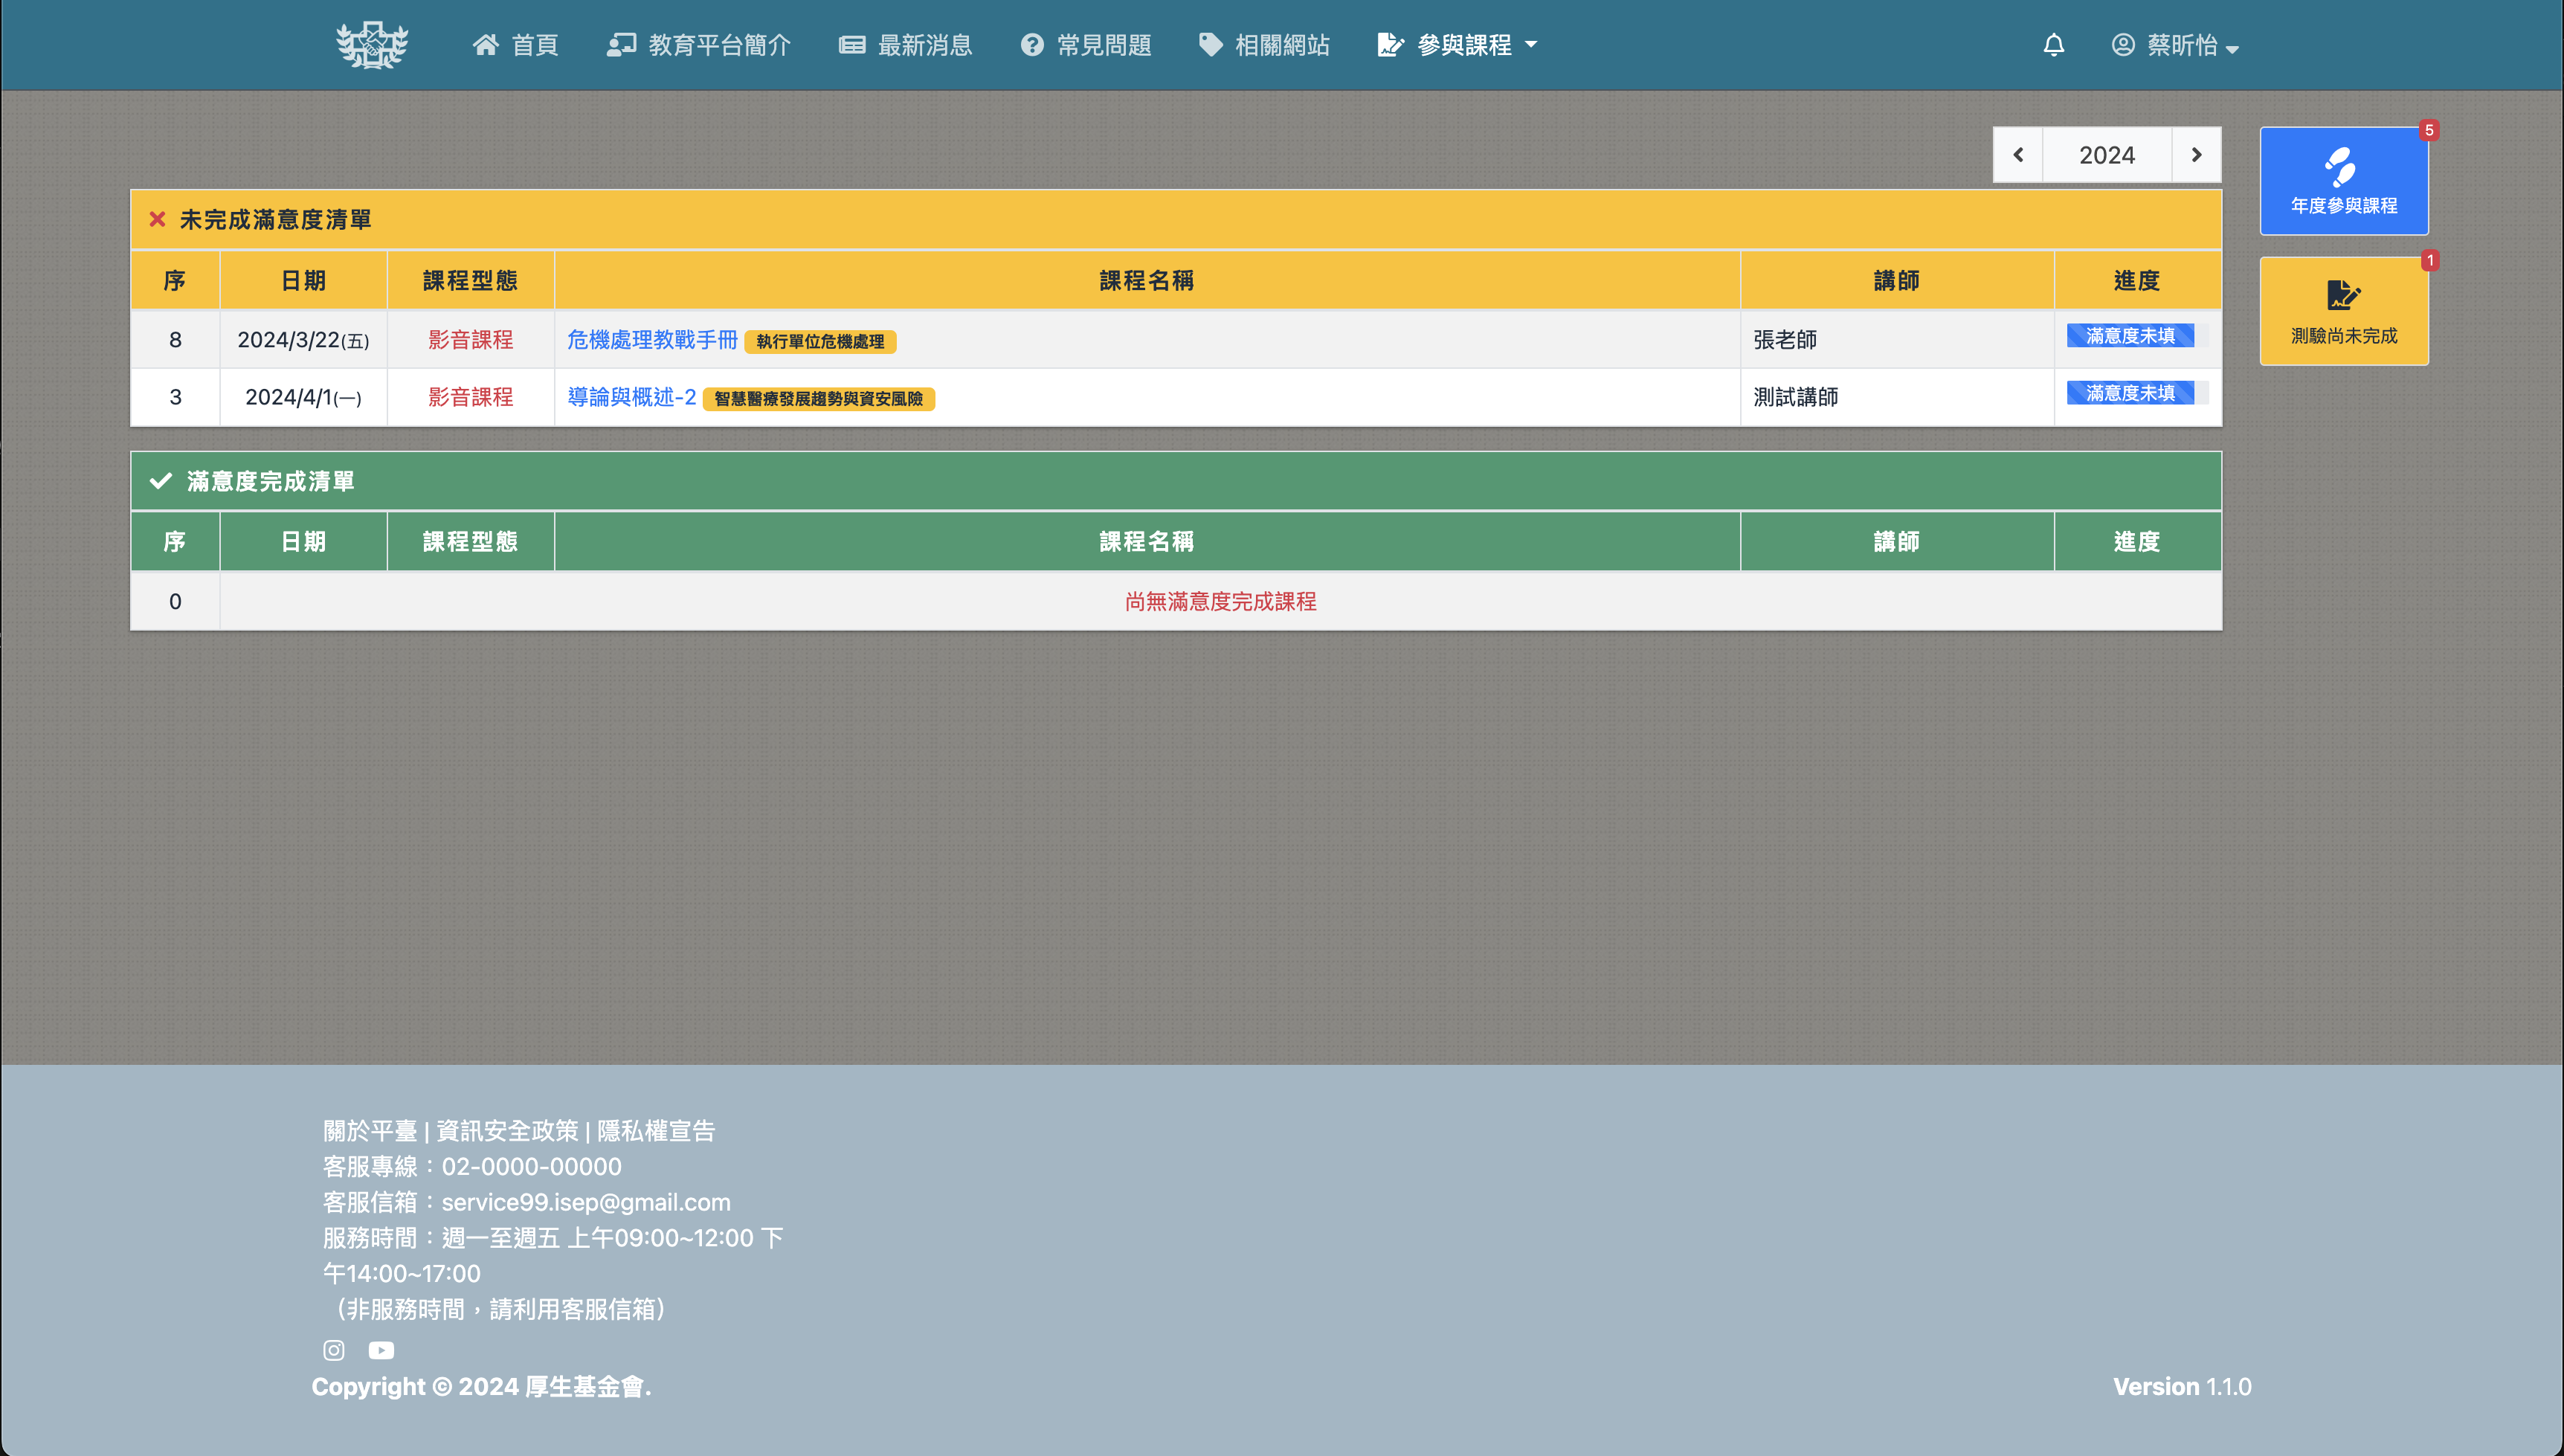 首頁 教育平台簡介 最新消息 常見問題 相關網站 參與課程 蔡昕怡
2024
5
年度參與課程
1
測驗尚未完成
未完成滿意度清單
序 日期 課程型態 課程名稱 講師 進度
8 2024/3/22(五) 影音課程 危機處理教戰手冊 執行單位危機處理 張老師 滿意度未填
3 2024/4/1(一) 影音課程 導論與概述-2 智慧醫療發展趨勢與資安風險 測試講師 滿意度未填
滿意度完成清單
序 日期 課程型態 課程名稱 講師 進度
0 尚無滿意度完成課程
關於平臺 | 資訊安全政策 | 隱私權宣告
客服專線：02-0000-00000
客服信箱：service99.isep@gmail.com
服務時間：週一至週五 上午09:00~12:00 下
午14:00~17:00
（非服務時間，請利用客服信箱）
Copyright © 2024 厚生基金會.
Version 1.1.0